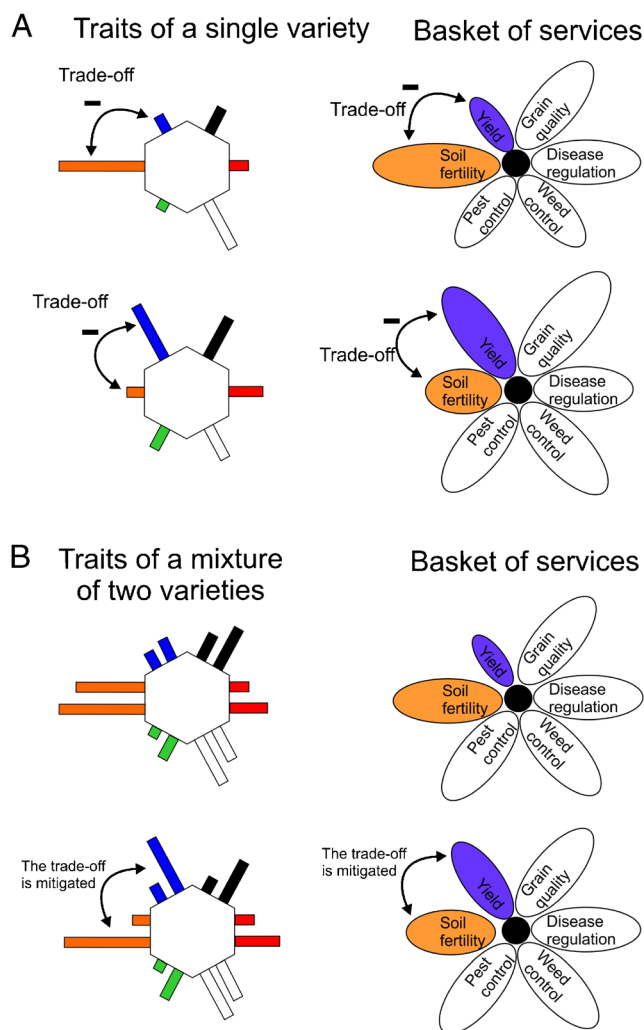 A
Traits of a single variety
Basket of services
Trade-off
Trade-off
Yield
Grain
quality
Soil
fertility
Disease
regulation
Pest
control
Weed
control
Trade-off
Trade-off
Yield
Grain
quality
Soil
fertility
Disease
regulation
Pest
control
Weed
control
B
Traits of a mixture
of two varieties
Basket of services
Yield
Grain
quality
Soil
fertility
Disease
regulation
Pest
control
Weed
control
The trade-off
is mitigated
The trade-off
is mitigated
Yield
Grain
quality
Soil
fertility
Disease
regulation
Pest
control
Weed
control